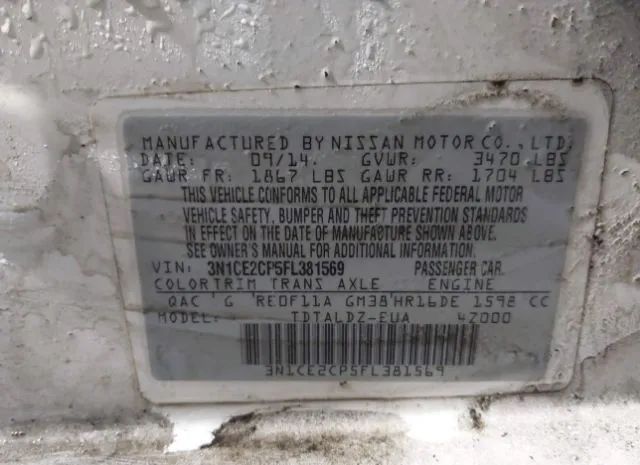 MANUFACTURED BY NISSAN MOTOR CO., LTD.
DATE: 09/14. GVWR: 3470 LBS
GAWR FR: 1867 LBS GAWR RR: 1704 LBS
THIS VEHICLE CONFORMS TO ALL APPLICABLE FEDERAL MOTOR
VEHICLE SAFETY, BUMPER AND THEFT PREVENTION STANDARDS
IN EFFECT ON THE DATE OF MANUFACTURE SHOWN ABOVE.
SEE OWNER'S MANUAL FOR ADDITIONAL INFORMATION.
VIN: 3N1CE2CP5FL381569 PASSENGER CAR.
COLOR TRIM TRANS AXLE ENGINE
QAC G RE0F11A GM38 HR16DE 1598 CC
MODEL: TDTALDZ-EUA 4Z000
3N1CE2CP5FL381569